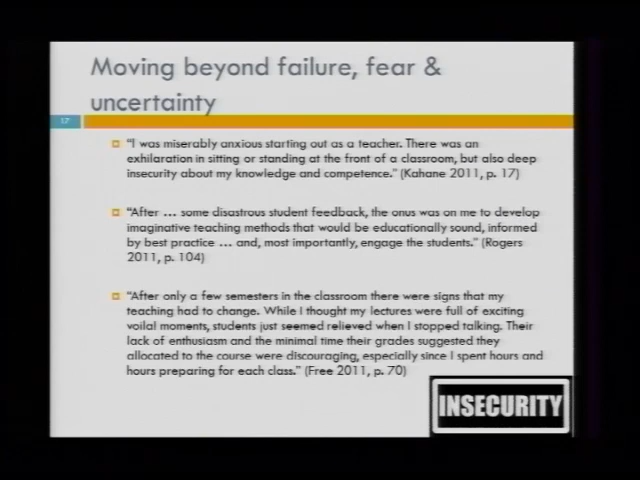 Moving beyond failure, fear &
uncertainty
17
"I was miserably anxious starting out as a teacher. There was an
exhilaration in sitting or standing at the front of a classroom, but also deep
insecurity about my knowledge and competence." (Kahane 2011, p. 17)
"After ... some disastrous student feedback, the onus was on me to develop
imaginative teaching methods that would be educationally sound, informed
by best practice ... and, most importantly, engage the students." (Rogers
2011, p. 104)
"After only a few semesters in the classroom there were signs that my
teaching had to change. While I thought my lectures were full of exciting
voilal moments, students just seemed relieved when I stopped talking. Their
lack of enthusiasm and the minimal time their grades suggested they
allocated to the course were discouraging, especially since I spent hours and
hours preparing for each class." (Free 2011, p. 70)
INSECURITY